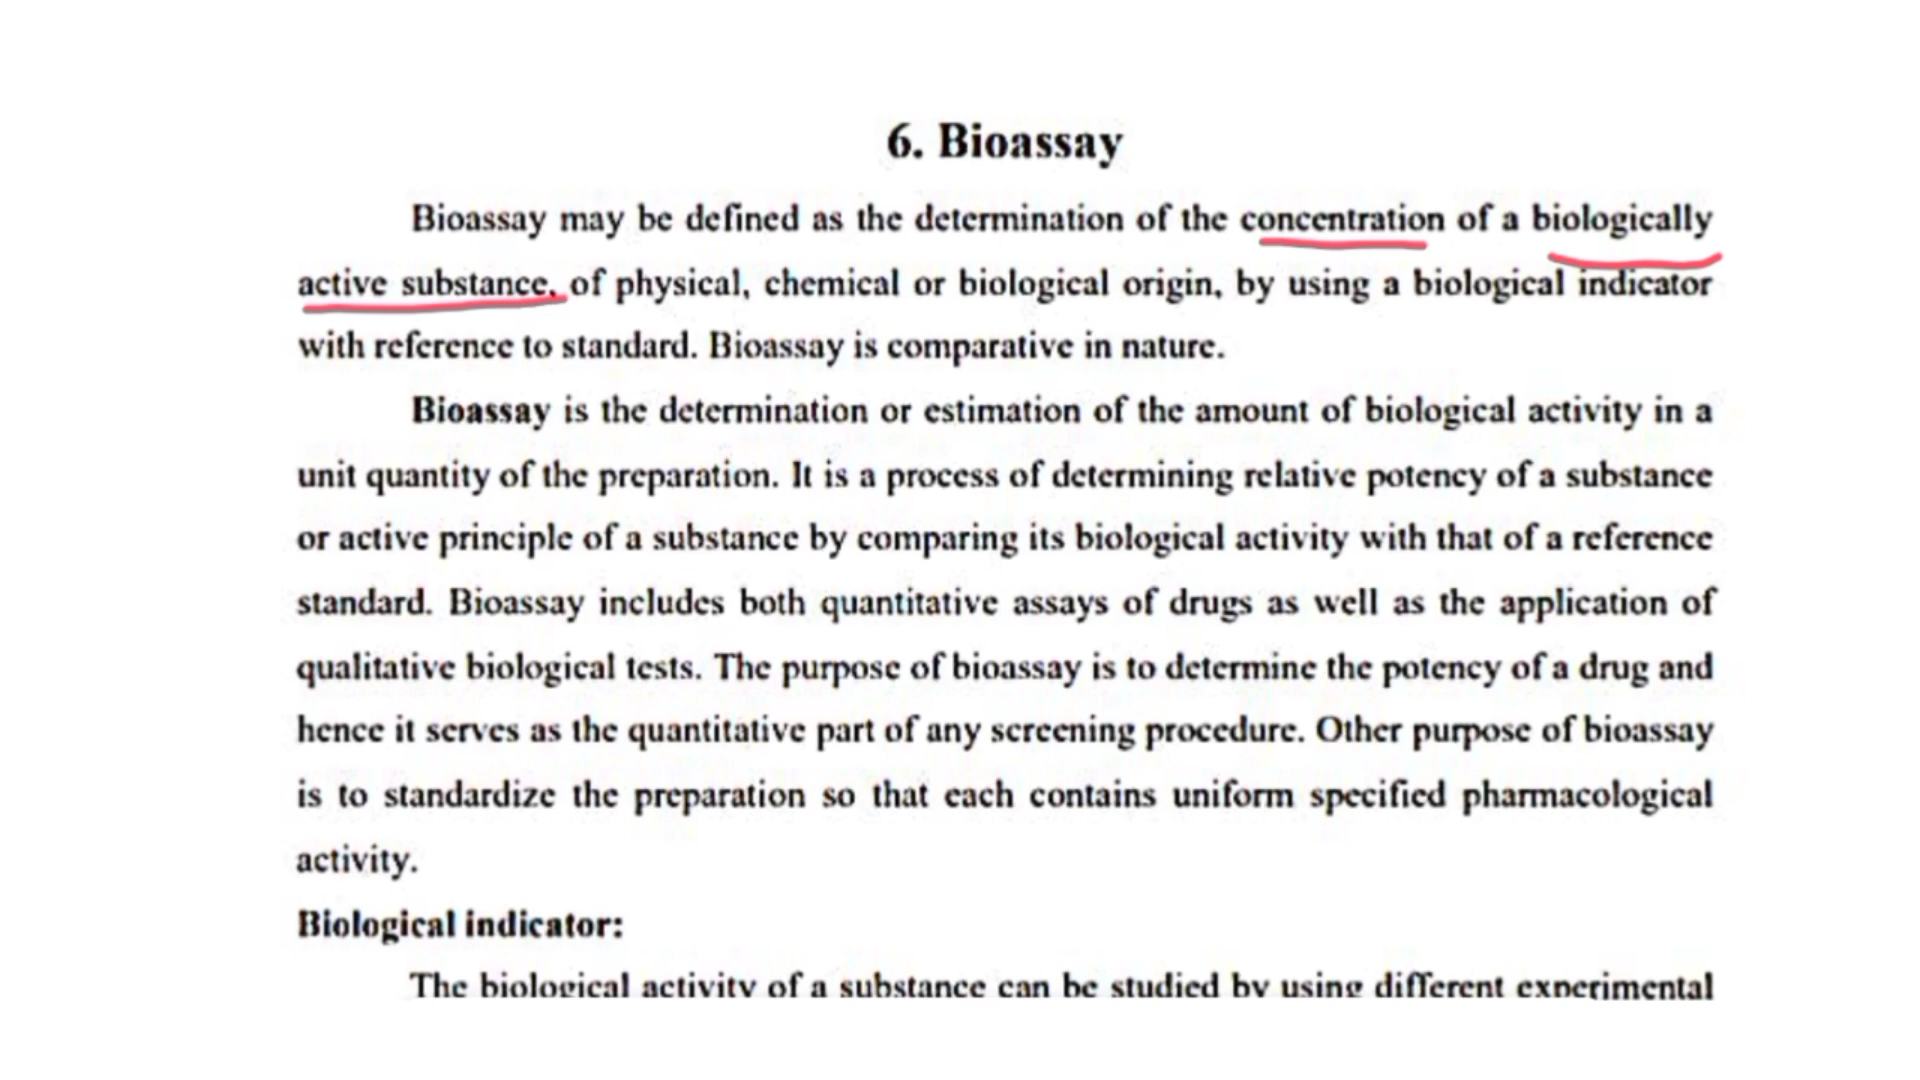 6. Bioassay
Bioassay may be defined as the determination of the concentration of a biologically
active substance, of physical, chemical or biological origin, by using a biological indicator
with reference to standard. Bioassay is comparative in nature.
Bioassay is the determination or estimation of the amount of biological activity in a
unit quantity of the preparation. It is a process of determining relative potency of a substance
or active principle of a substance by comparing its biological activity with that of a reference
standard. Bioassay includes both quantitative assays of drugs as well as the application of
qualitative biological tests. The purpose of bioassay is to determine the potency of a drug and
hence it serves as the quantitative part of any screening procedure. Other purpose of bioassay
is to standardize the preparation so that each contains uniform specified pharmacological
activity.
Biological indicator:
The biological activity of a substance can be studied by using different experimental